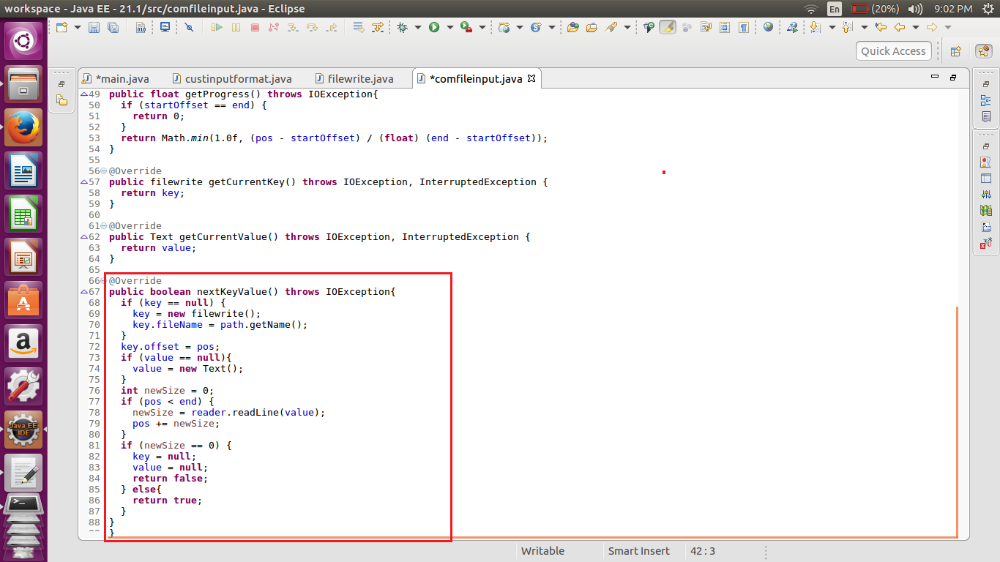 workspace - Java EE - 21.1/src/comfileinput.java - Eclipse
En
(20%)
9:02 PM
Quick Access
*main.java
custinputformat.java
filewrite.java
*comfileinput.java
49 public float getProgress() throws IOException{
50 if (startOffset == end) {
51 return 0;
52 }
53 return Math.min(1.0f, (pos - startOffset) / (float) (end - startOffset));
54 }
55
56 @Override
57 public filewrite getCurrentKey() throws IOException, InterruptedException {
58 return key;
59 }
60
61 @Override
62 public Text getCurrentValue() throws IOException, InterruptedException {
63 return value;
64 }
65
66 @Override
67 public boolean nextKeyValue() throws IOException{
68 if (key == null) {
69 key = new filewrite();
70 key.fileName = path.getName();
71 }
72 key.offset = pos;
73 if (value == null){
74 value = new Text();
75 }
76 int newSize = 0;
77 if (pos < end) {
78 newSize = reader.readLine(value);
79 pos += newSize;
80 }
81 if (newSize == 0) {
82 key = null;
83 value = null;
84 return false;
85 } else{
86 return true;
87 }
88 }
89 }
Java EE
IDE
Writable
Smart Insert
42 : 3